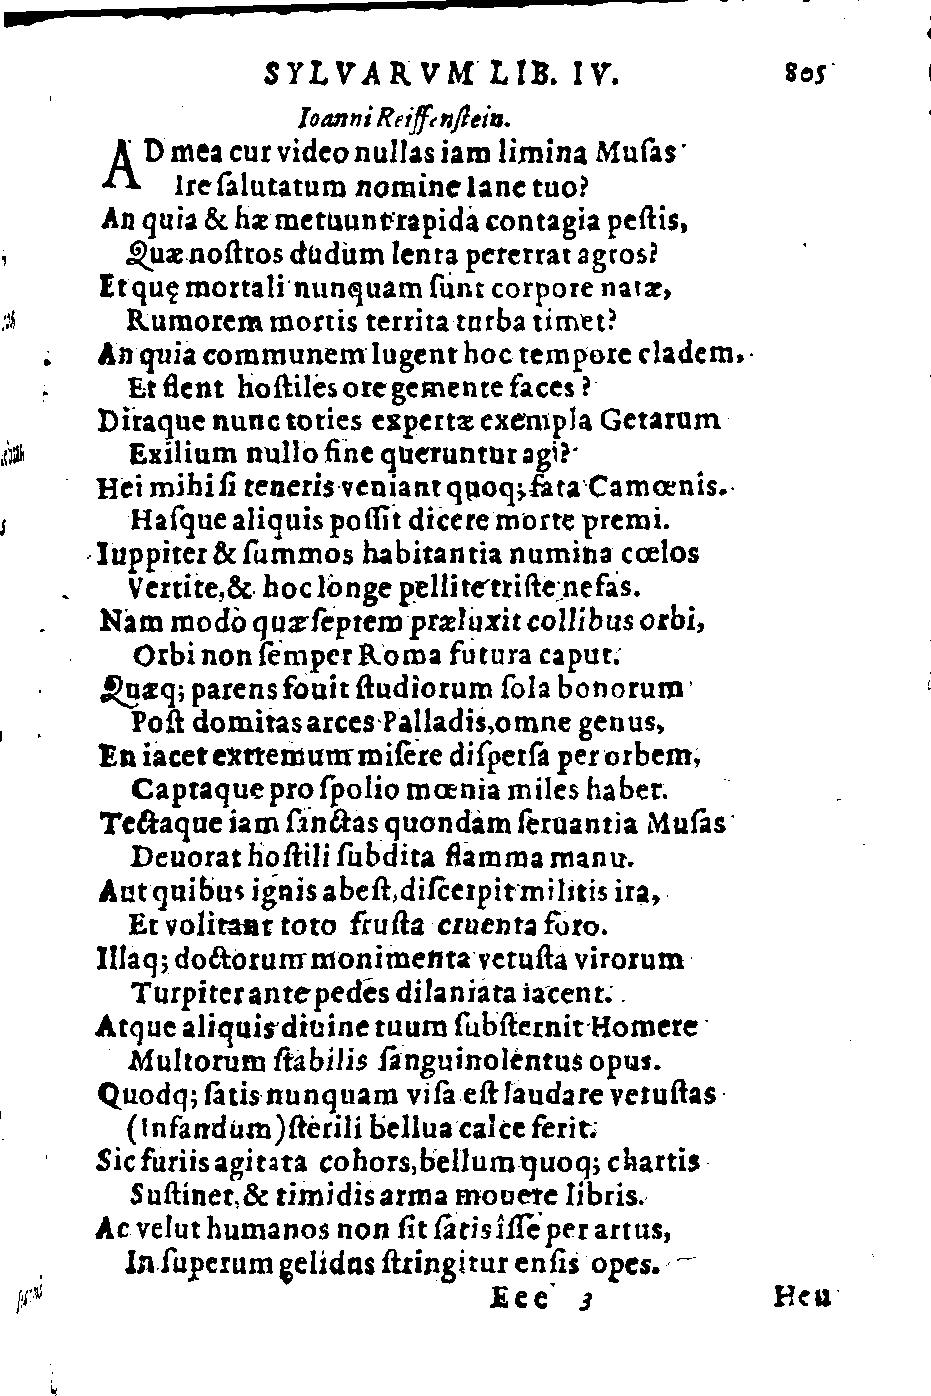 SYLVARVM LIB. IV. 805
Ioanni Reiffenſtein.
AD mea cur video nullas iam limina Muſas
Ire ſalutatum nomine Iane tuo?
An quia & hæ metuunt rapida contagia peſtis,
Quæ noſtros dudum lenta pererrat agros?
Et quę mortali nunquam ſunt corpore natæ,
Rumorem mortis territa turba timet?
An quia communem lugent hoc tempore cladem,
Et flent hoſtiles ore gemente faces?
Diraque nunc toties expertæ exempla Getarum
Exilium nullo fine queruntur agi?
Hei mihi ſi teneris veniant quoq; fata Camœnis.
Haſque aliquis poſſit dicere morte premi.
Iuppiter & ſummos habitantia numina cœlos
Vertite, & hoc longe pellite triſte nefas.
Nam modò quæ ſeptem præluxit collibus orbi,
Orbi non ſemper Roma futura caput.
Quæq; parens fouit ſtudiorum ſola bonorum
Poſt domitas arces Palladis, omne genus,
En iacet extremum miſere diſperſa per orbem,
Captaque pro ſpolio mœnia miles habet.
Tectaque iam ſanctas quondam ſeruantia Muſas
Deuorat hoſtili ſubdita flamma manu.
Aut quibus ignis abeſt, diſcerpit militis ira,
Et volitant toto fruſta cruenta foro.
Illaq; doctorum monimenta vetuſta virorum
Turpiter ante pedes dilaniata iacent.
Atque aliquis diuine tuum ſubſternit Homere
Multorum ſtabilis ſanguinolentus opus.
Quodq; ſatis nunquam viſa eſt laudare vetuſtas
(Infandum) ſterili bellua calce ferit.
Sic furiis agitata cohors, bellum quoq; chartis
Suſtinet, & timidis arma mouere libris.
Ac velut humanos non ſit ſatis iſſe per artus,
In ſuperum gelidus ſtringitur enſis opes.
Eee 3 Heu